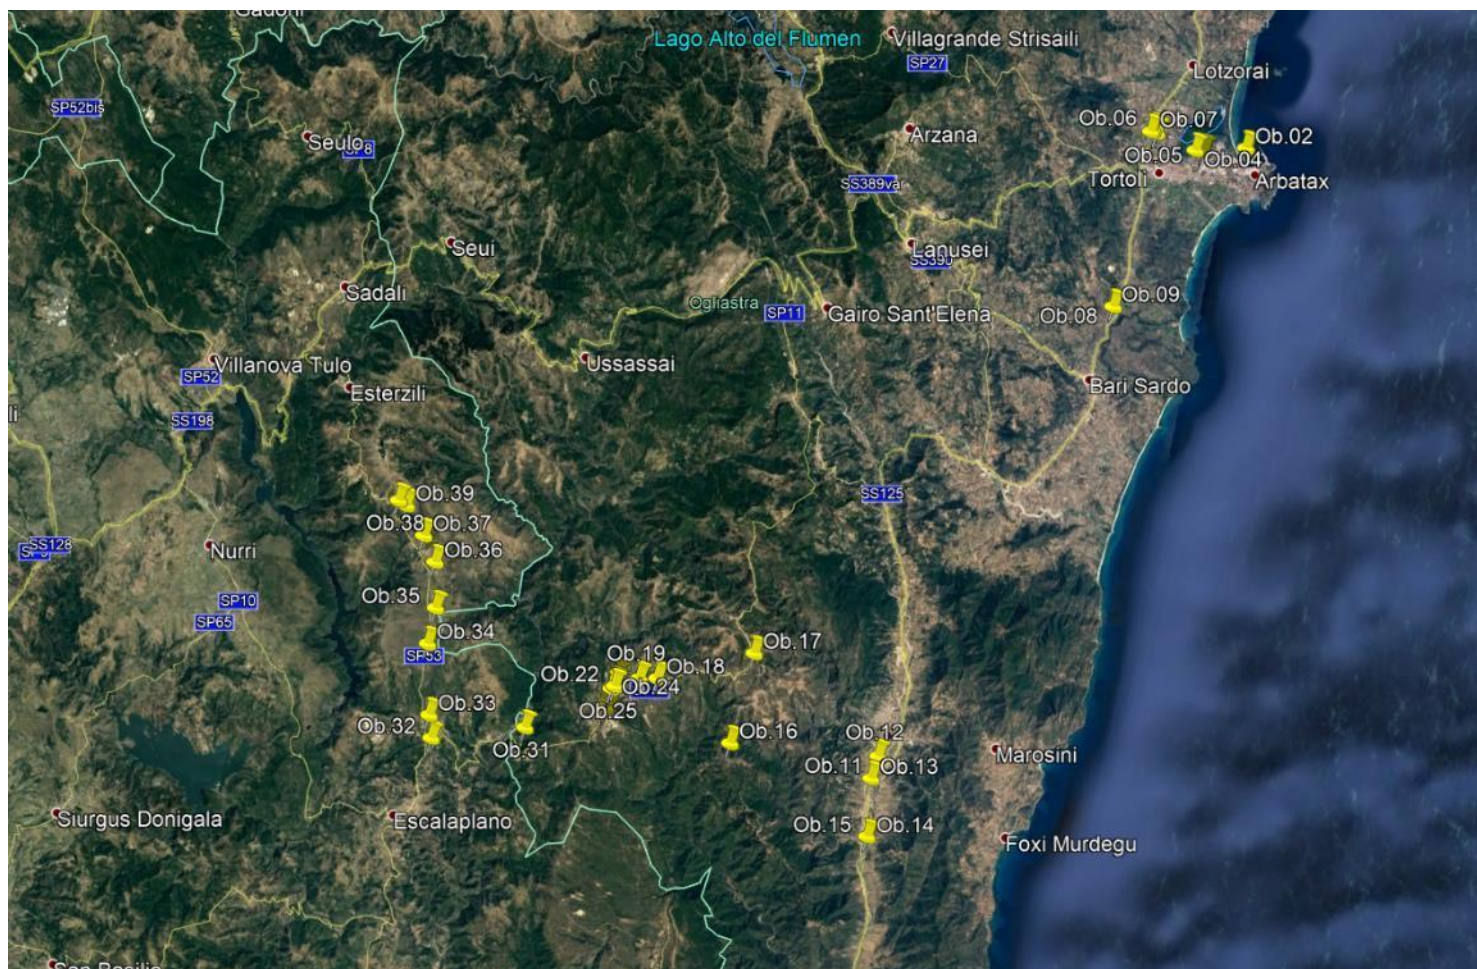 Lago Alto del Flumen
Villagrande Strisaili
SP27
Lotzorai
SP52bis
Seulo
Arzana
Ob.06
Ob.07
Ob.02
Ob.05
Ob.04
Tortoli
Arbatax
SS389var
Seui
Lanusei
SS390
Sadali
Ogliastra
SP11
Gairo Sant'Elena
Ob.09
Ob.08
Villanova Tulo
SP52
Ussassai
Esterzili
Bari Sardo
SS198
Ob.39
SS125
Ob.38
Ob.37
SS128
Nurri
Ob.36
SP10
Ob.35
SP65
Ob.34
SP53
Ob.17
Ob.19
Ob.18
Ob.22
Ob.24
Ob.25
Ob.33
Ob.32
Ob.31
Ob.16
Ob.12
Marosini
Ob.11
Ob.13
Siurgus Donigala
Escalaplano
Ob.15
Ob.14
Foxi Murdegu